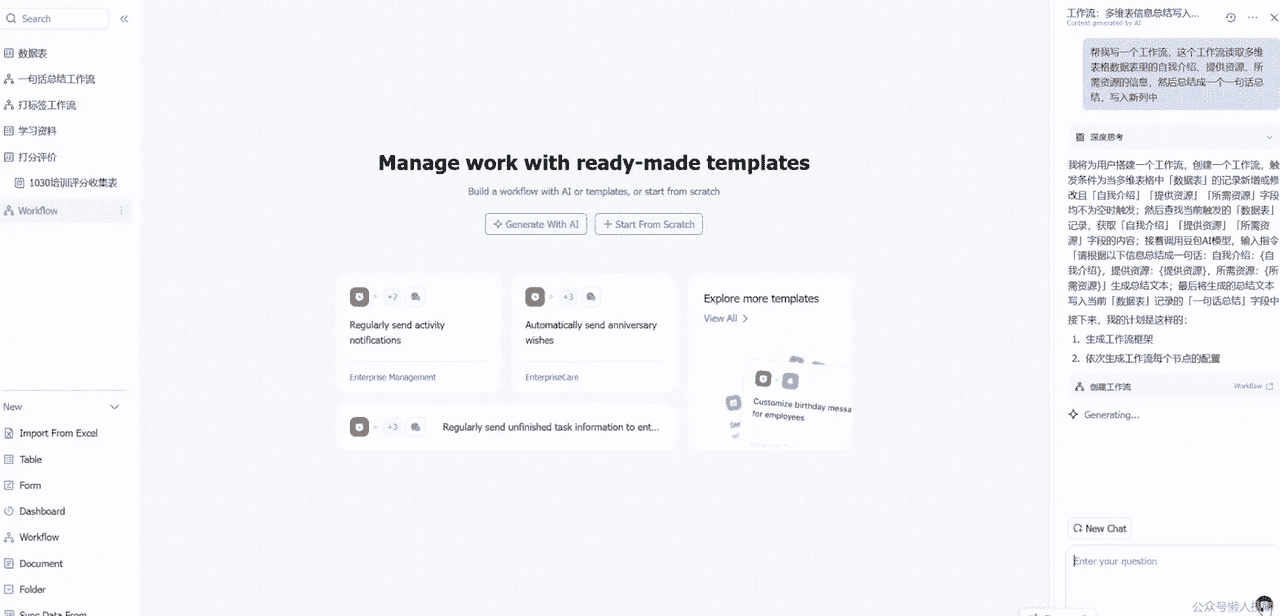 Search
数据表
一句话总结工作流
打标签工作流
学习资料
打分评价
1030培训评分收集表
Workflow
New
Import From Excel
Table
Form
Dashboard
Workflow
Document
Folder
Sync Data From
Manage work with ready-made templates
Build a workflow with AI or templates, or start from scratch
Generate With AI
Start From Scratch
+2
Regularly send activity
notifications
Enterprise Management
+3
Automatically send anniversary
wishes
EnterpriseCare
+3
Regularly send unfinished task information to ent...
Explore more templates
View All
Customize birthday messa
for employees
工作流：多维表信息总结写入...
Content generated by AI
帮我写一个工作流，这个工作流读取多维
表格数据表里的自我介绍、提供资源、所
需资源的信息，然后总结成一个一句话总
结，写入新列中
深度思考
我将为用户搭建一个工作流，创建一个工作流，触
发条件为当多维表格中「数据表」的记录新增或修
改且「自我介绍」「提供资源」「所需资源」字段
均不为空时触发；然后查找当前触发的「数据表」
记录，获取「自我介绍」「提供资源」「所需资
源」字段的内容；接着调用豆包AI模型，输入指令
「请根据以下信息总结成一句话：自我介绍：{自
我介绍}，提供资源：{提供资源}，所需资源：{所
需资源}」生成总结文本；最后将生成的总结文本
写入当前「数据表」记录的「一句话总结」字段中
接下来，我的计划是这样的：
1. 生成工作流框架
2. 依次生成工作流每个节点的配置
创建工作流
Workflow
Generating...
New Chat
Enter your question
公众号懒人